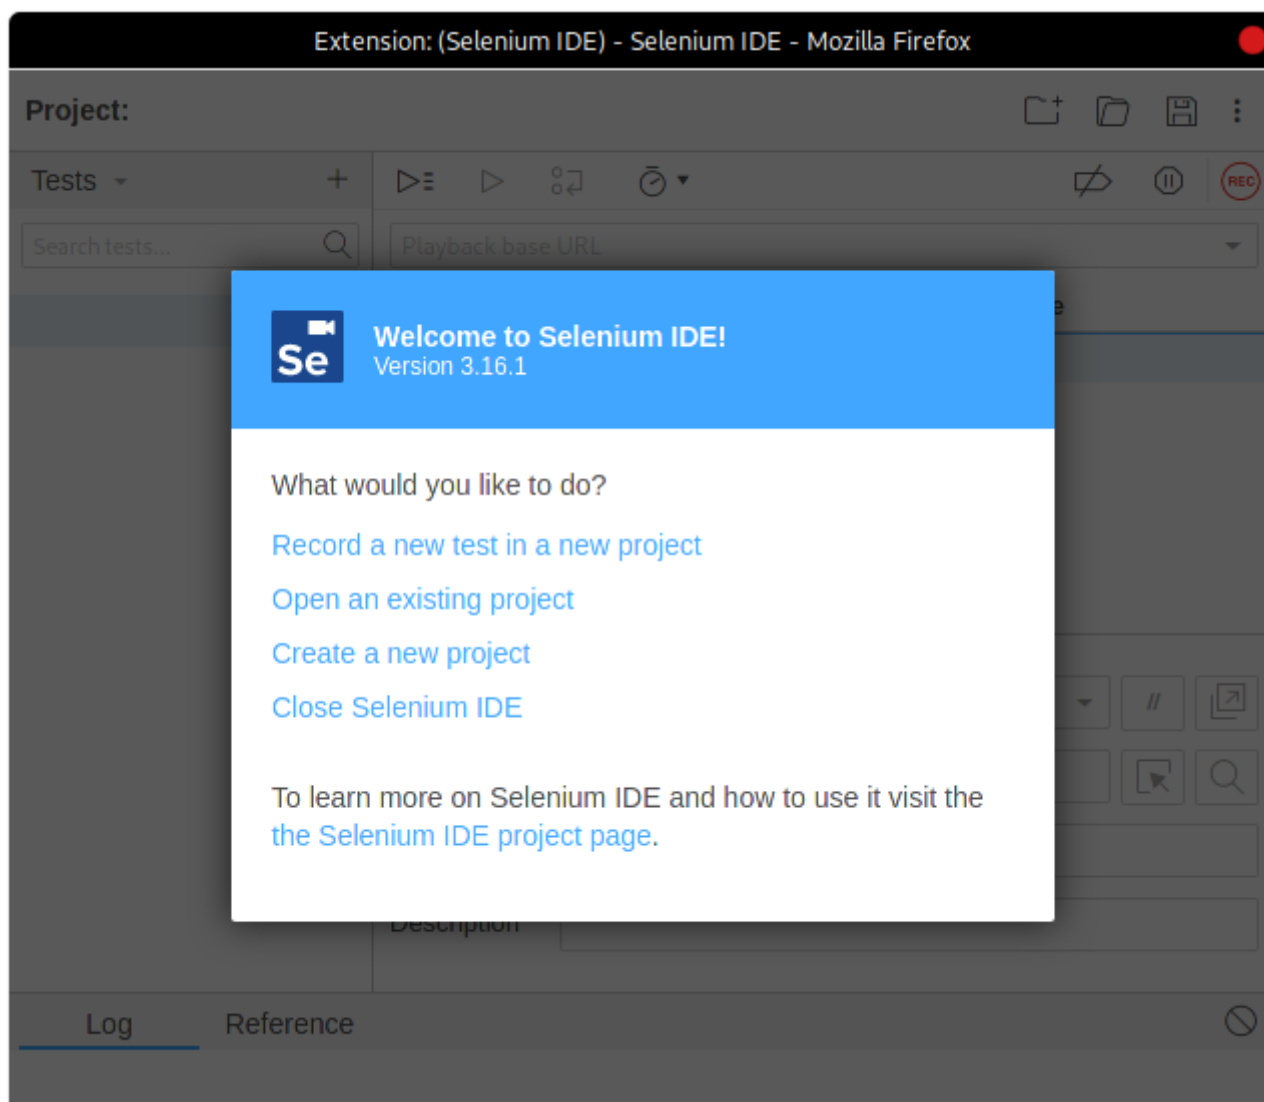 Extension: (Selenium IDE) - Selenium IDE - Mozilla Firefox
Project:
Tests
REC
Search tests...
Playback base URL
Se
Welcome to Selenium IDE!
Version 3.16.1
What would you like to do?
Record a new test in a new project
Open an existing project
Create a new project
Close Selenium IDE
//
To learn more on Selenium IDE and how to use it visit the
the Selenium IDE project page.
Description
Log Reference